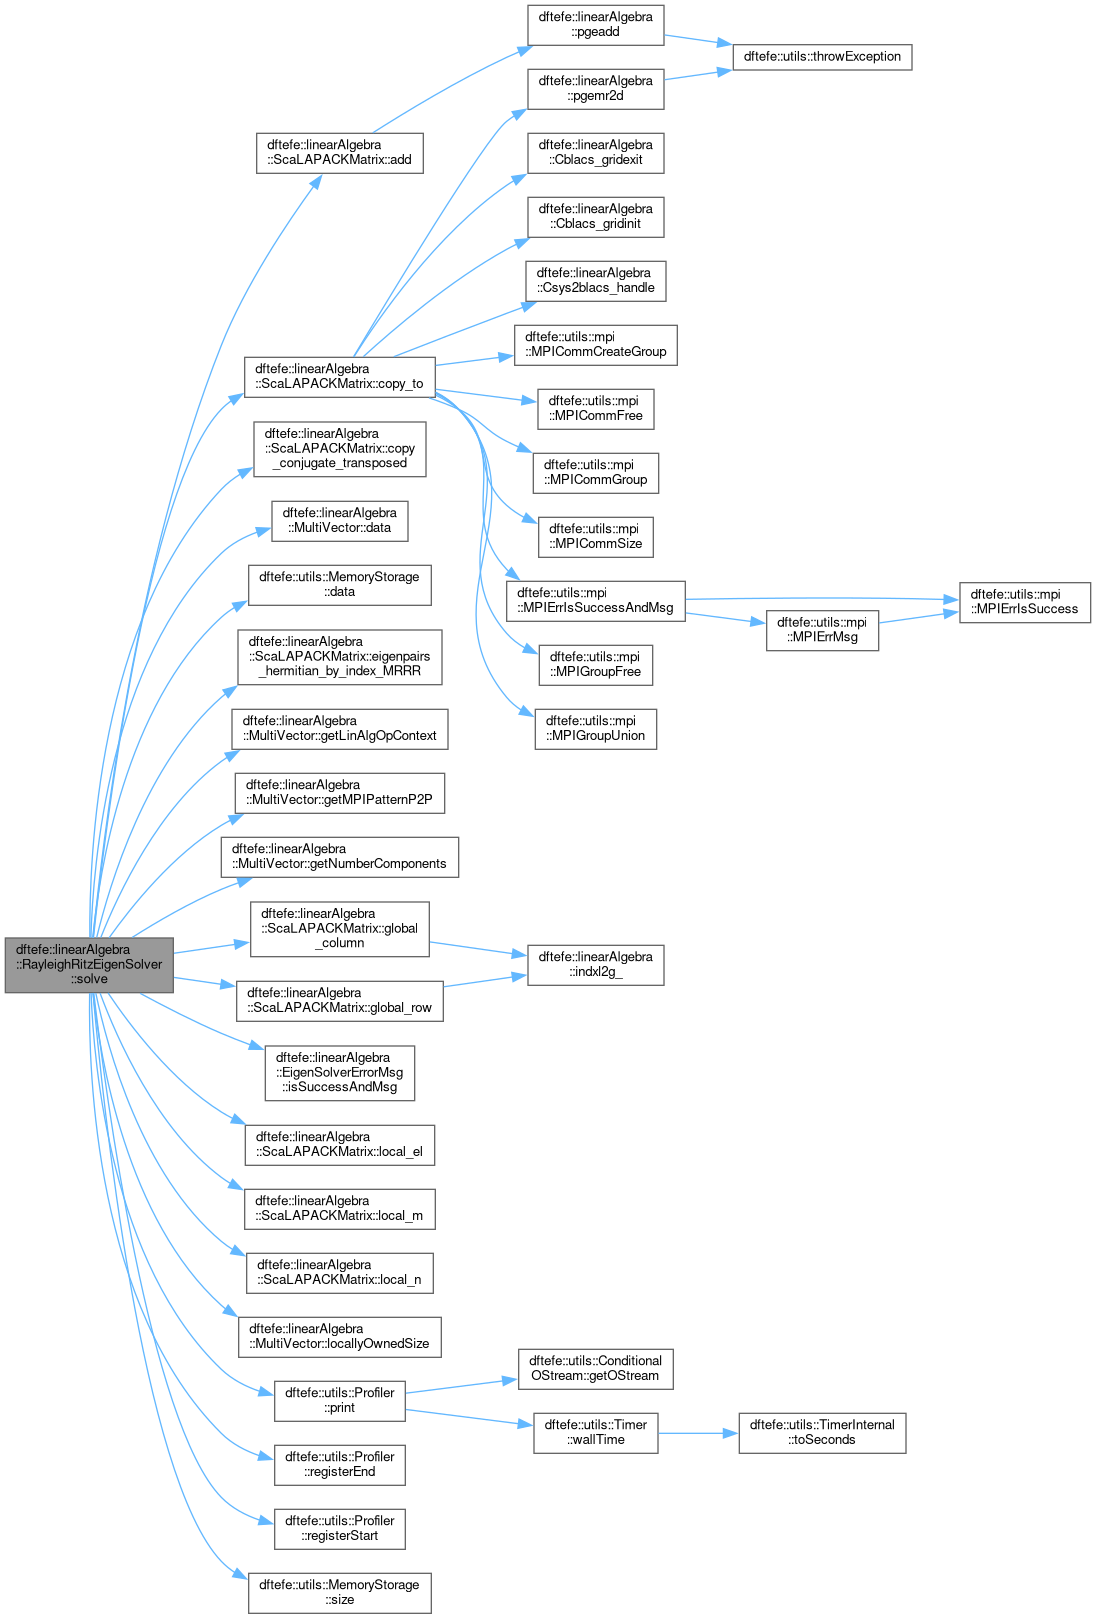 dftefe::linearAlgebra
::RayleighRitzEigenSolver
::solve
dftefe::linearAlgebra
::ScaLAPACKMatrix::add
dftefe::linearAlgebra
::pgeadd
dftefe::utils::throwException
dftefe::linearAlgebra
::ScaLAPACKMatrix::copy_to
dftefe::linearAlgebra
::pgemr2d
dftefe::linearAlgebra
::Cblacs_gridexit
dftefe::linearAlgebra
::Cblacs_gridinit
dftefe::linearAlgebra
::Csys2blacs_handle
dftefe::utils::mpi
::MPICommCreateGroup
dftefe::utils::mpi
::MPICommFree
dftefe::utils::mpi
::MPICommGroup
dftefe::utils::mpi
::MPICommSize
dftefe::utils::mpi
::MPIErrIsSuccessAndMsg
dftefe::utils::mpi
::MPIErrIsSuccess
dftefe::utils::mpi
::MPIErrMsg
dftefe::utils::mpi
::MPIGroupFree
dftefe::utils::mpi
::MPIGroupUnion
dftefe::linearAlgebra
::ScaLAPACKMatrix::copy
_conjugate_transposed
dftefe::linearAlgebra
::MultiVector::data
dftefe::utils::MemoryStorage
::data
dftefe::linearAlgebra
::ScaLAPACKMatrix::eigenpairs
_hermitian_by_index_MRRR
dftefe::linearAlgebra
::MultiVector::getLinAlgOpContext
dftefe::linearAlgebra
::MultiVector::getMPIPatternP2P
dftefe::linearAlgebra
::MultiVector::getNumberComponents
dftefe::linearAlgebra
::ScaLAPACKMatrix::global
_column
dftefe::linearAlgebra
::indxl2g_
dftefe::linearAlgebra
::ScaLAPACKMatrix::global_row
dftefe::linearAlgebra
::EigenSolverErrorMsg
::isSuccessAndMsg
dftefe::linearAlgebra
::ScaLAPACKMatrix::local_el
dftefe::linearAlgebra
::ScaLAPACKMatrix::local_m
dftefe::linearAlgebra
::ScaLAPACKMatrix::local_n
dftefe::linearAlgebra
::MultiVector::locallyOwnedSize
dftefe::utils::Profiler
::print
dftefe::utils::Conditional
OStream::getOStream
dftefe::utils::Timer
::wallTime
dftefe::utils::TimerInternal
::toSeconds
dftefe::utils::Profiler
::registerEnd
dftefe::utils::Profiler
::registerStart
dftefe::utils::MemoryStorage
::size